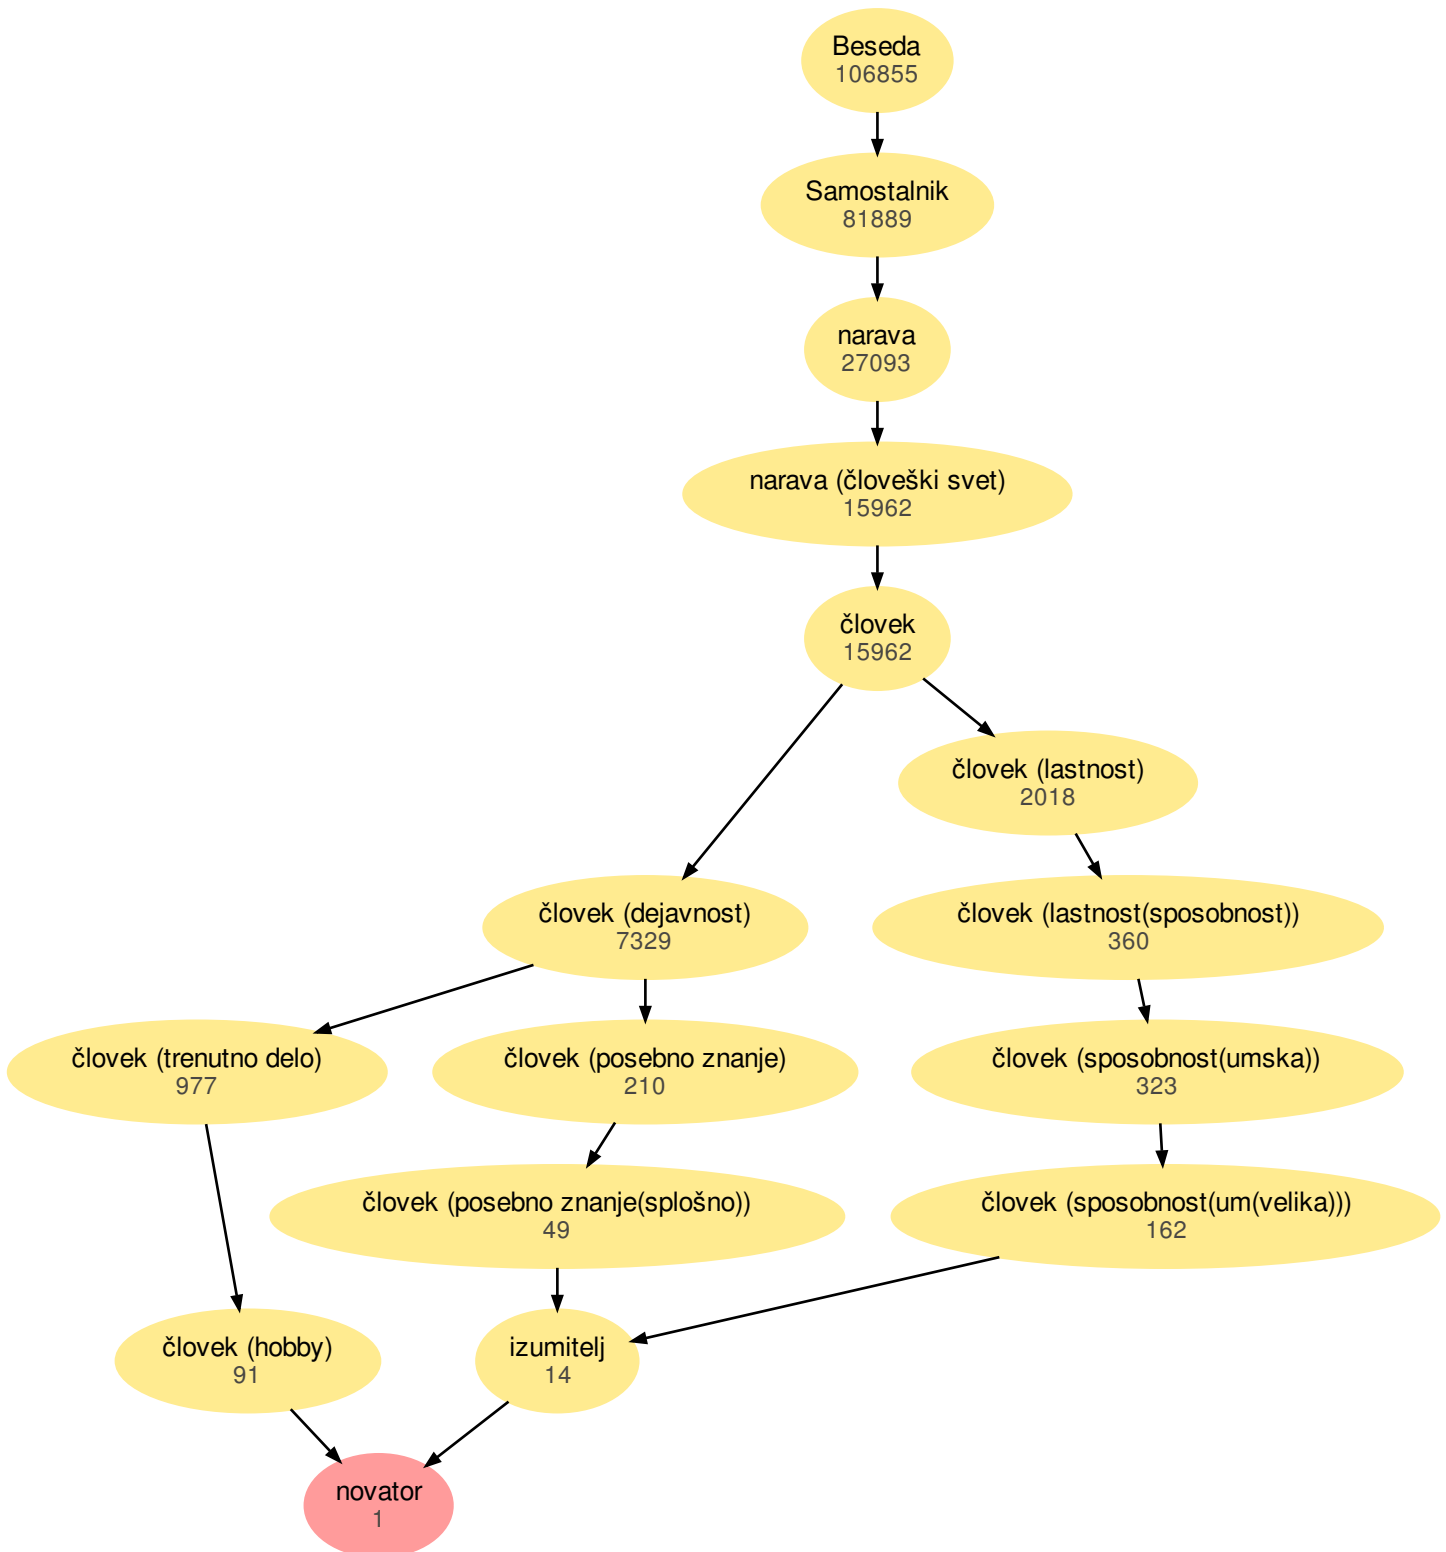 Beseda
106855
Samostalnik
81889
narava
27093
narava (človeški svet)
15962
človek
15962
človek (lastnost)
2018
človek (dejavnost)
7329
človek (lastnost(sposobnost))
360
človek (trenutno delo)
977
človek (posebno znanje)
210
človek (sposobnost(umska))
323
človek (posebno znanje(splošno))
49
človek (sposobnost(um(velika)))
162
človek (hobby)
91
izumitelj
14
novator
1